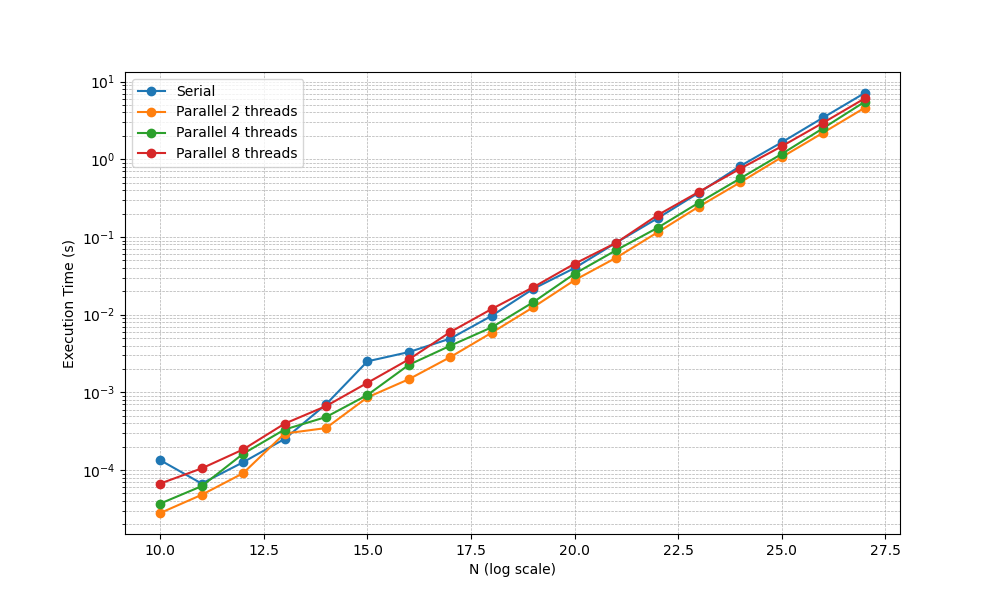 Serial
Parallel 2 threads
Parallel 4 threads
Parallel 8 threads
Execution Time (s)
10¹
10⁰
10⁻¹
10⁻²
10⁻³
10⁻⁴
10.0 12.5 15.0 17.5 20.0 22.5 25.0 27.5
N (log scale)